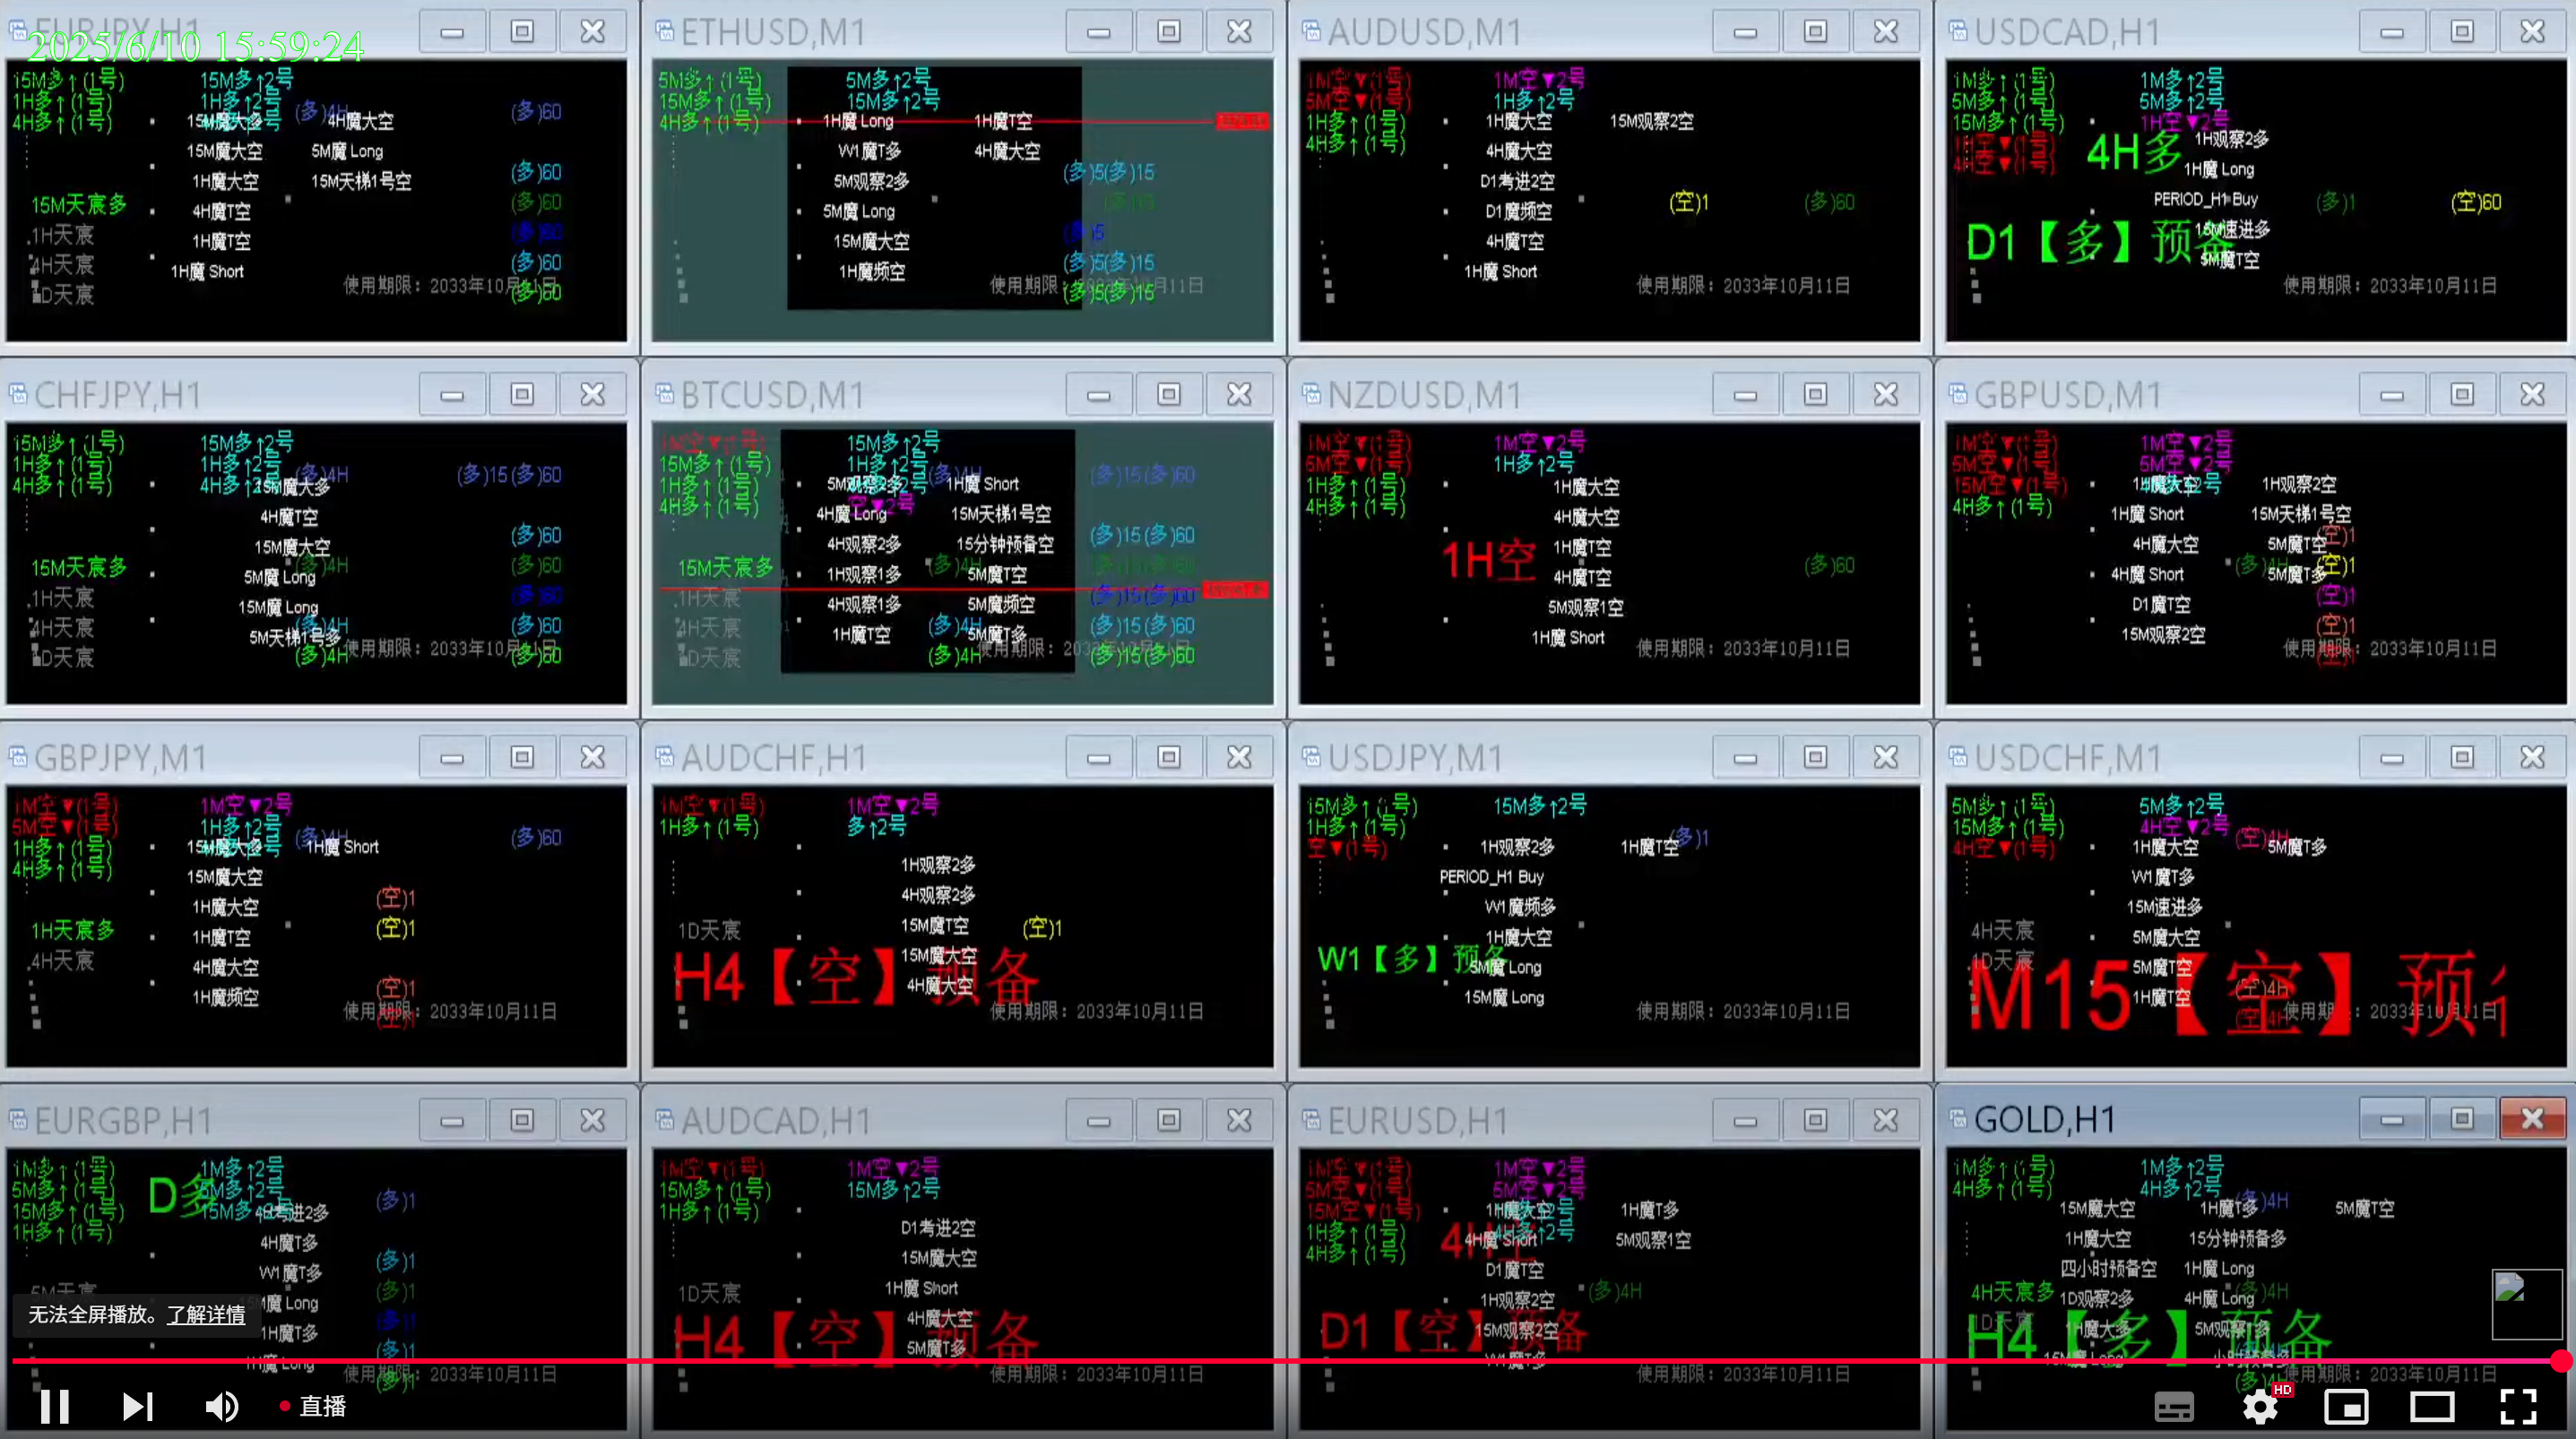 2025/6/10 15:59:24
EURJPY,H1
15M多↑(1号)
15M多↑2号
1H多↑(1号)
1H多↑2号
(多)4H
(多)60
4H多↑(1号)
15M魔大多
4H魔大空
15M魔大空
5M魔 Long
(多)60
1H魔大空
15M天梯1号空
15M天宸多
4H魔T空
(多)60
1H天宸
1H魔T空
(多)60
4H天宸
1H魔 Short
(多)60
1D天宸
使用期限：2033年10月11日
(多)60
ETHUSD,M1
5M多↑(1号)
5M多↑2号
15M多↑(1号)
15M多↑2号
4H多↑(1号)
1H魔 Long
1H魔T空
W1魔T多
4H魔大空
5M观察2多
(多)5(多)15
5M魔 Long
15M魔大空
(多)5
1H魔频空
(多)5(多)15
使用期限：2033年10月11日
(多)5(多)15
AUDUSD,M1
1M空▼(1号)
1M空▼2号
5M空▼(1号)
1H多↑2号
1H多↑(1号)
1H魔大空
15M观察2空
4H多↑(1号)
4H魔大空
D1考进2空
D1魔频空
(空)1
(多)60
4H魔T空
1H魔 Short
使用期限：2033年10月11日
USDCAD,H1
1M多↑(1号)
1M多↑2号
5M多↑(1号)
5M多↑2号
15M多↑(1号)
1H空▼2号
1H空▼(1号)
4H多
1H观察2多
4H空▼(1号)
1H魔 Long
PERIOD_H1 Buy
(多)1
(空)60
D1【多】预备
15M速进多
5M魔T空
使用期限：2033年10月11日
CHFJPY,H1
15M多↑(1号)
15M多↑2号
1H多↑(1号)
1H多↑2号
(多)4H
(多)15(多)60
4H多↑(1号)
4H多↑2号
15M魔大多
4H魔T空
15M魔大空
(多)60
15M天宸多
(多)4H
(多)60
5M魔 Long
1H天宸
15M魔 Long
(多)60
4H天宸
(多)4H
5M天梯1号多
(多)60
1D天宸
(多)4H
使用期限：2033年10月11日
(多)60
BTCUSD,M1
1M空▼(1号)
15M多↑2号
15M多↑(1号)
1H多↑2号
(多)4H
(多)15(多)60
1H多↑(1号)
5M观察2多
1H魔 Short
4H多↑(1号)
空▼2号
4H魔 Long
15M天梯1号空
4H观察2多
15分钟预备空
(多)15(多)60
15M天宸多
1H观察1多
(多)4H
5M魔T空
(多)15(多)60
1H天宸
4H观察1多
5M魔频空
(多)15(多)60
4H天宸
1H魔T空
(多)4H
5M魔T多
(多)15(多)60
1D天宸
(多)4H
(多)15(多)60
NZDUSD,M1
1M空▼(1号)
1M空▼2号
5M空▼(1号)
1H多↑2号
1H多↑(1号)
1H魔大空
4H多↑(1号)
4H魔大空
1H空
1H魔T空
4H魔T空
(多)60
5M观察1空
1H魔 Short
使用期限：2033年10月11日
GBPUSD,M1
1M空▼(1号)
1M空▼2号
5M空▼(1号)
5M空▼2号
15M空▼(1号)
1H魔大空
1H观察2空
4H多↑(1号)
1H魔 Short
15M天梯1号空
4H魔大空
5M魔T空
(空)1
4H魔 Short
(多)4H
5M魔T多
(空)1
D1魔T空
(空)1
15M观察2空
(空)1
使用期限：2033年10月11日
GBPJPY,M1
1M空▼(1号)
1M空▼2号
5M空▼(1号)
1H多↑2号
(多)4H
(多)60
1H多↑(1号)
15M魔大多
1H魔 Short
4H多↑(1号)
15M魔大空
1H魔大空
(空)1
1H天宸多
1H魔T空
(空)1
4H天宸
4H魔大空
1H魔频空
(空)1
使用期限：2033年10月11日
(空)1
AUDCHF,H1
1M空▼(1号)
1M空▼2号
1H多↑(1号)
多↑2号
1H观察2多
4H观察2多
1D天宸
15M魔T空
(空)1
15M魔大空
H4【空】预备
4H魔大空
使用期限：2033年10月11日
USDJPY,M1
15M多↑(1号)
15M多↑2号
1H多↑(1号)
(多)1
空▼(1号)
1H观察2多
1H魔T空
PERIOD_H1 Buy
W1魔频多
1H魔大空
W1【多】预备
5M魔 Long
15M魔 Long
使用期限：2033年10月11日
USDCHF,M1
5M多↑(1号)
5M多↑2号
15M多↑(1号)
4H空▼2号
(空)4H
4H空▼(1号)
1H魔大空
5M魔T多
W1魔T多
15M速进多
4H天宸
5M魔大空
1D天宸
5M魔T空
M15【空】预
1H魔T空
(空)4H
(空)4H
EURGBP,H1
1M多↑(1号)
1M多↑2号
5M多↑(1号)
D多
5M多↑2号
(多)1
15M多↑(1号)
15M多↑2号
1H多↑(1号)
4H魔T多
W1魔T多
(多)1
5M天宸
(多)1
无法全屏播放。了解详情
1H魔T多
(多)1
1H魔 Long
使用期限：2033年10月11日
(多)1
AUDCAD,H1
1M空▼(1号)
1M空▼2号
15M多↑(1号)
15M多↑2号
1H多↑(1号)
D1考进2空
15M魔大空
1D天宸
1H魔 Short
4H魔大空
H4【空】预备
5M魔T多
使用期限：2033年10月11日
EURUSD,H1
1M空▼(1号)
1M空▼2号
5M空▼(1号)
5M空▼2号
15M空▼(1号)
1H魔大空
1H魔T多
1H多↑(1号)
4H多↑2号
4H多↑(1号)
4H魔 Short
5M观察1空
D1魔T空
1H观察2空
(多)4H
D1【空】预备
15M观察2空
W1魔T多
使用期限：2033年10月11日
GOLD,H1
1M多↑(1号)
1M多↑2号
4H多↑(1号)
4H多↑2号
(多)4H
15M魔大空
1H魔T多
5M魔T空
1H魔大空
15分钟预备多
四小时预备空
1H魔 Long
4H天宸多
1D观察2多
4H魔 Long
(多)4H
1D天宸
1H魔大多
5M观察T多
H4【多】预备
15M魔 Long
小时预备多
使用期限：2033年10月11日
直播
HD